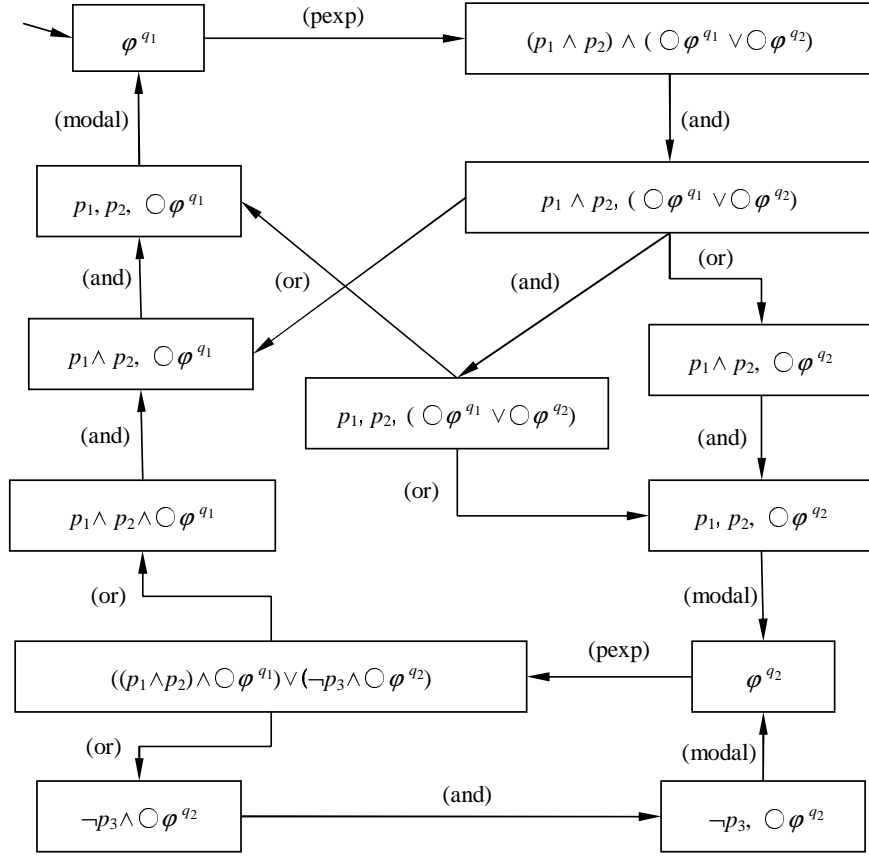 (pexp)
φ^{q₁}
(p₁ ∧ p₂) ∧ ( ○φ^{q₁} ∨ ○φ^{q₂})
(modal)
(and)
p₁, p₂, ○φ^{q₁}
p₁ ∧ p₂, ( ○φ^{q₁} ∨ ○φ^{q₂})
(and)
(or)
(and)
(or)
p₁∧ p₂, ○φ^{q₁}
p₁∧ p₂, ○φ^{q₂}
p₁, p₂, ( ○φ^{q₁} ∨ ○φ^{q₂})
(and)
(and)
(or)
p₁∧ p₂∧ ○φ^{q₁}
p₁, p₂, ○φ^{q₂}
(or)
(modal)
(pexp)
((p₁∧p₂)∧ ○φ^{q₁})∨(¬p₃∧ ○φ^{q₂})
φ^{q₂}
(or)
(modal)
(and)
¬p₃∧ ○φ^{q₂}
¬p₃, ○φ^{q₂}